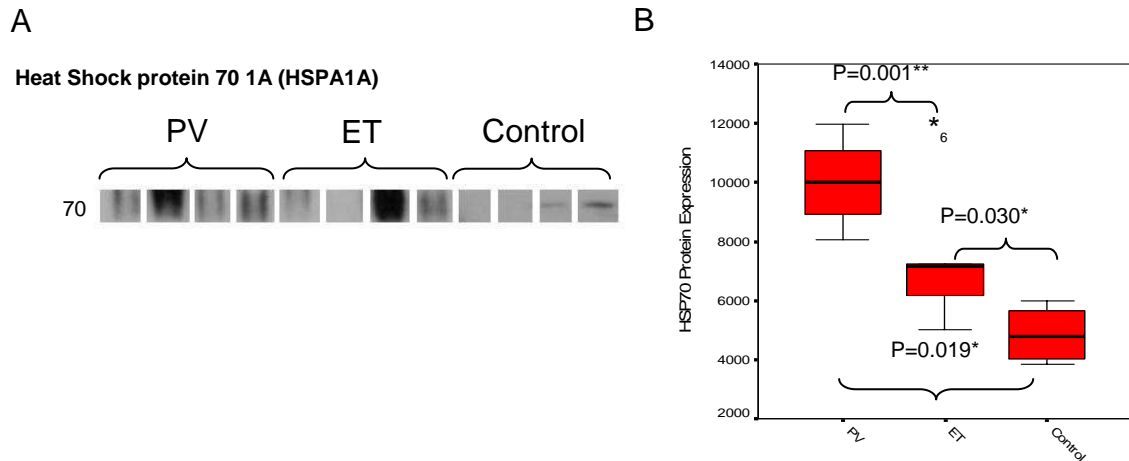 A
Heat Shock protein 70 1A (HSPA1A)
PV ET Control
70
B
HSP70 Protein Expression
14000
12000
10000
8000
6000
4000
2000
P=0.001**
*6
P=0.030*
P=0.019*
PV ET Control